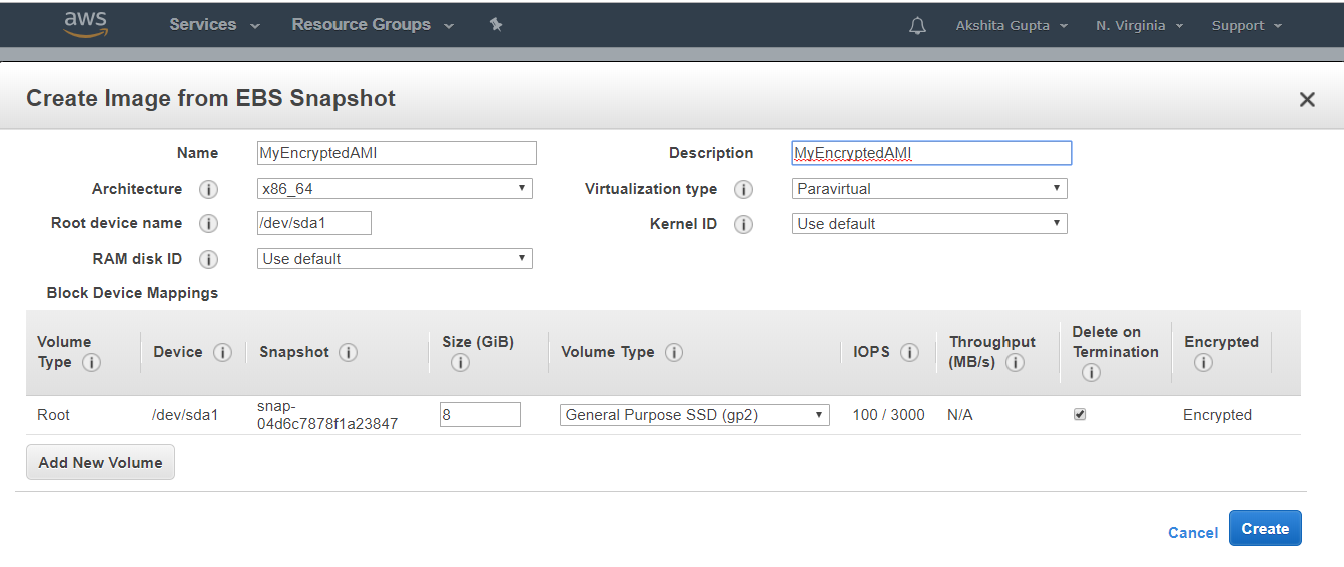 aws Services Resource Groups Akshita Gupta N. Virginia Support
Create Image from EBS Snapshot
Name MyEncryptedAMI Description MyEncryptedAMI
Architecture i x86_64 Virtualization type i Paravirtual
Root device name i /dev/sda1 Kernel ID i Use default
RAM disk ID i Use default
Block Device Mappings
Volume Type i Device i Snapshot i Size (GiB) i Volume Type i IOPS i Throughput (MB/s) i Delete on Termination i Encrypted i
Root /dev/sda1 snap-04d6c7878f1a23847 8 General Purpose SSD (gp2) 100 / 3000 N/A Encrypted
Add New Volume
Cancel Create